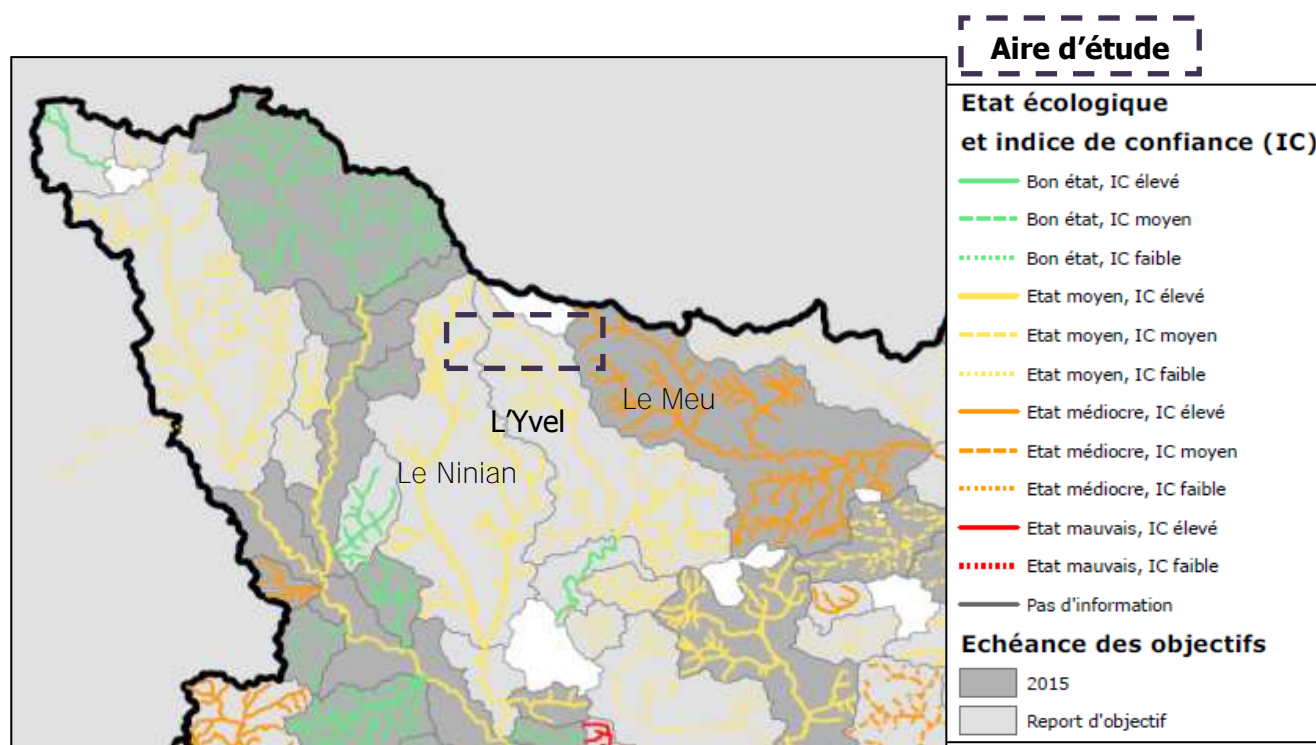 Aire d’étude
Etat écologique
et indice de confiance (IC)
Bon état, IC élevé
Bon état, IC moyen
Bon état, IC faible
Etat moyen, IC élevé
Etat moyen, IC moyen
Etat moyen, IC faible
Etat médiocre, IC élevé
Etat médiocre, IC moyen
Etat médiocre, IC faible
Etat mauvais, IC élevé
Etat mauvais, IC faible
Pas d'information
Echéance des objectifs
2015
Report d'objectif
Le Meu
L’Yvel
Le Ninian